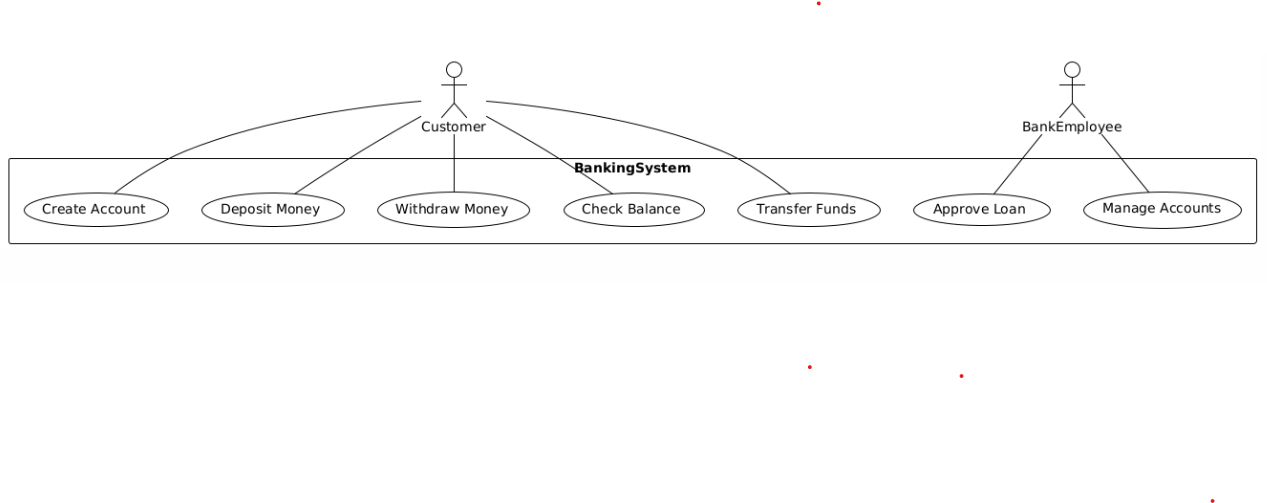 Customer
BankEmployee
BankingSystem
Create Account
Deposit Money
Withdraw Money
Check Balance
Transfer Funds
Approve Loan
Manage Accounts